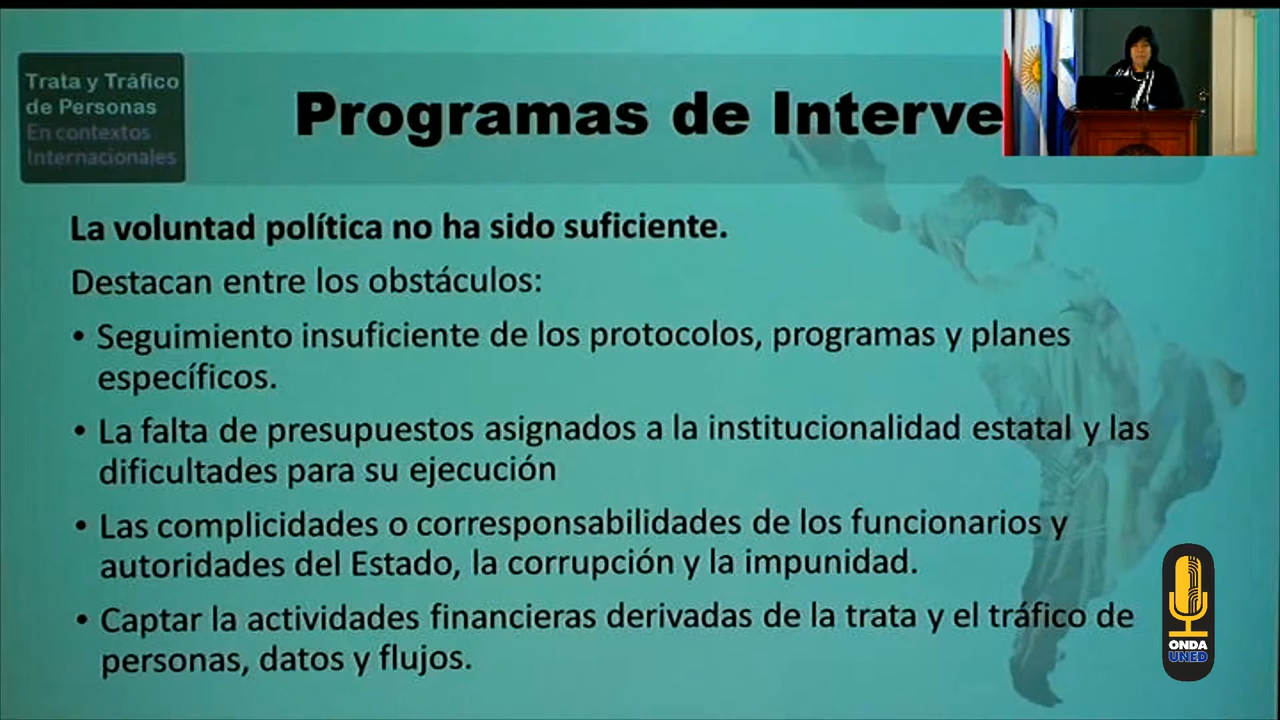 Trata y Tráfico
de Personas
En contextos
Internacionales
Programas de Interve
La voluntad política no ha sido suficiente.
Destacan entre los obstáculos:
• Seguimiento insuficiente de los protocolos, programas y planes
específicos.
• La falta de presupuestos asignados a la institucionalidad estatal y las
dificultades para su ejecución
• Las complicidades o corresponsabilidades de los funcionarios y
autoridades del Estado, la corrupción y la impunidad.
• Captar la actividades financieras derivadas de la trata y el tráfico de
personas, datos y flujos.
ONDA
UNED